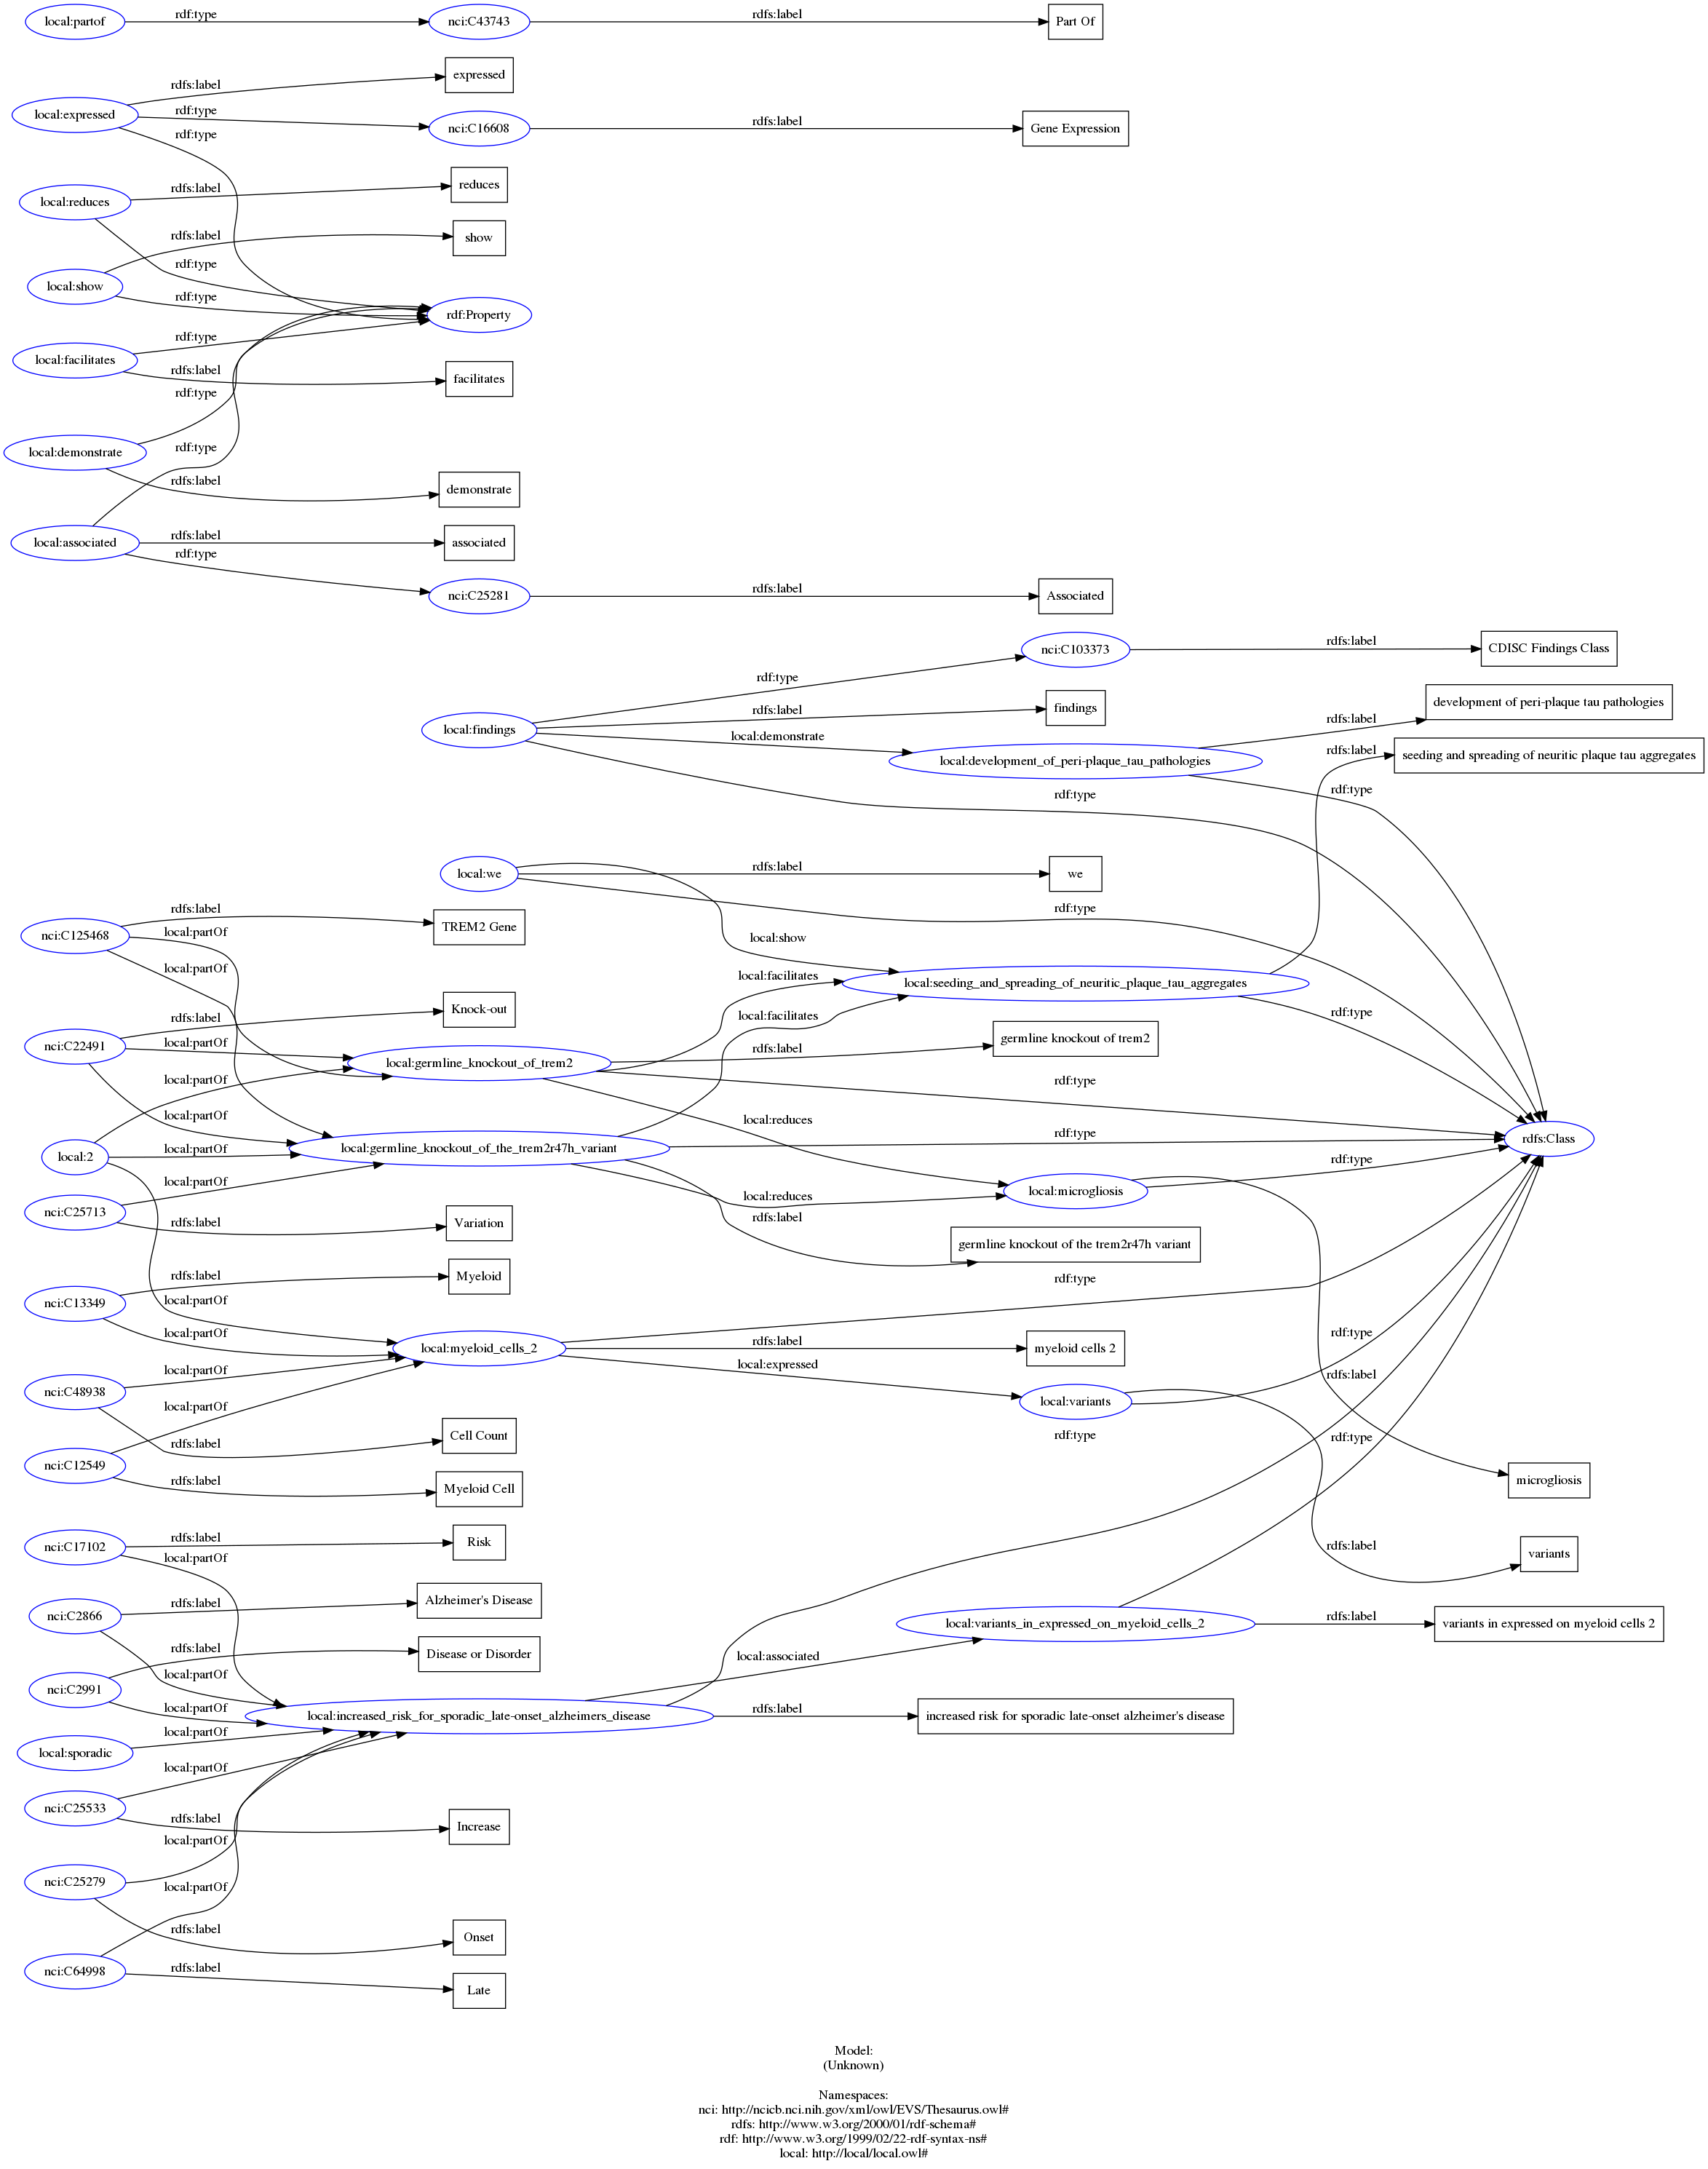 local:partof
rdf:type
nci:C43743
rdfs:label
Part Of
expressed
rdfs:label
local:expressed
rdf:type
nci:C16608
rdfs:label
Gene Expression
rdf:type
rdfs:label
reduces
local:reduces
rdfs:label
show
rdf:type
local:show
rdf:type
rdf:Property
rdf:type
local:facilitates
rdfs:label
facilitates
rdf:type
rdf:type
local:demonstrate
rdfs:label
demonstrate
rdfs:label
local:associated
associated
rdf:type
nci:C25281
rdfs:label
Associated
nci:C103373
rdfs:label
CDISC Findings Class
rdf:type
rdfs:label
findings
development of peri-plaque tau pathologies
rdfs:label
local:findings
local:demonstrate
rdfs:label
seeding and spreading of neuritic plaque tau aggregates
local:development_of_peri-plaque_tau_pathologies
rdf:type
rdf:type
local:we
rdfs:label
we
rdf:type
rdfs:label
TREM2 Gene
nci:C125468
local:partOf
local:show
local:partOf
local:facilitates
local:seeding_and_spreading_of_neuritic_plaque_tau_aggregates
Knock-out
rdfs:label
local:facilitates
rdf:type
nci:C22491
local:partOf
germline knockout of trem2
rdfs:label
local:germline_knockout_of_trem2
local:partOf
rdf:type
local:partOf
local:reduces
rdf:type
rdfs:Class
local:2
local:partOf
local:germline_knockout_of_the_trem2r47h_variant
rdf:type
local:partOf
local:reduces
local:microgliosis
nci:C25713
rdfs:label
Variation
rdfs:label
germline knockout of the trem2r47h variant
rdfs:label
Myeloid
rdf:type
nci:C13349
local:partOf
local:partOf
rdf:type
local:myeloid_cells_2
rdfs:label
myeloid cells 2
local:expressed
local:partOf
rdfs:label
nci:C48938
local:variants
local:partOf
rdf:type
rdf:type
Cell Count
rdfs:label
nci:C12549
rdfs:label
Myeloid Cell
microgliosis
rdfs:label
Risk
nci:C17102
local:partOf
rdfs:label
variants
rdfs:label
Alzheimer's Disease
nci:C2866
rdfs:label
local:variants_in_expressed_on_myeloid_cells_2
variants in expressed on myeloid cells 2
rdfs:label
Disease or Disorder
local:associated
local:partOf
nci:C2991
local:partOf
local:increased_risk_for_sporadic_late-onset_alzheimers_disease
rdfs:label
increased risk for sporadic late-onset alzheimer's disease
local:partOf
local:sporadic
local:partOf
nci:C25533
rdfs:label
Increase
local:partOf
nci:C25279
local:partOf
rdfs:label
Onset
nci:C64998
rdfs:label
Late
Model:
(Unknown)
Namespaces:
nci: http://ncicb.nci.nih.gov/xml/owl/EVS/Thesaurus.owl#
rdfs: http://www.w3.org/2000/01/rdf-schema#
rdf: http://www.w3.org/1999/02/22-rdf-syntax-ns#
local: http://local/local.owl#